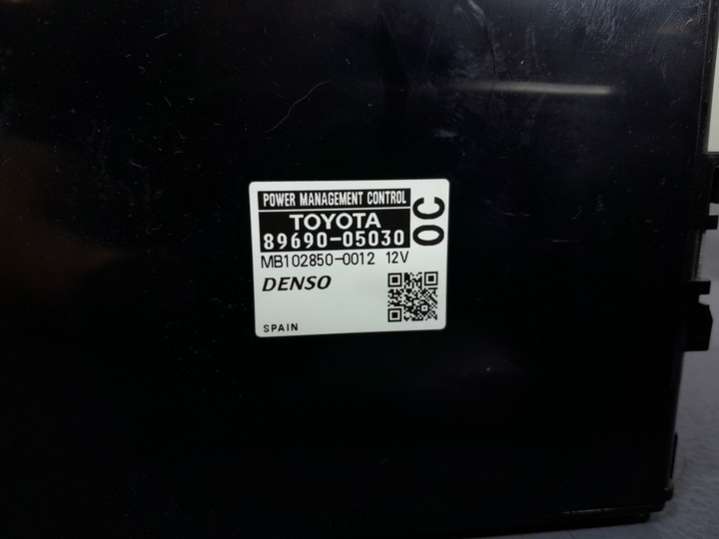 POWER MANAGEMENT CONTROL
TOYOTA
89690-05030
0C
MB102850-0012 12V
DENSO
SPAIN